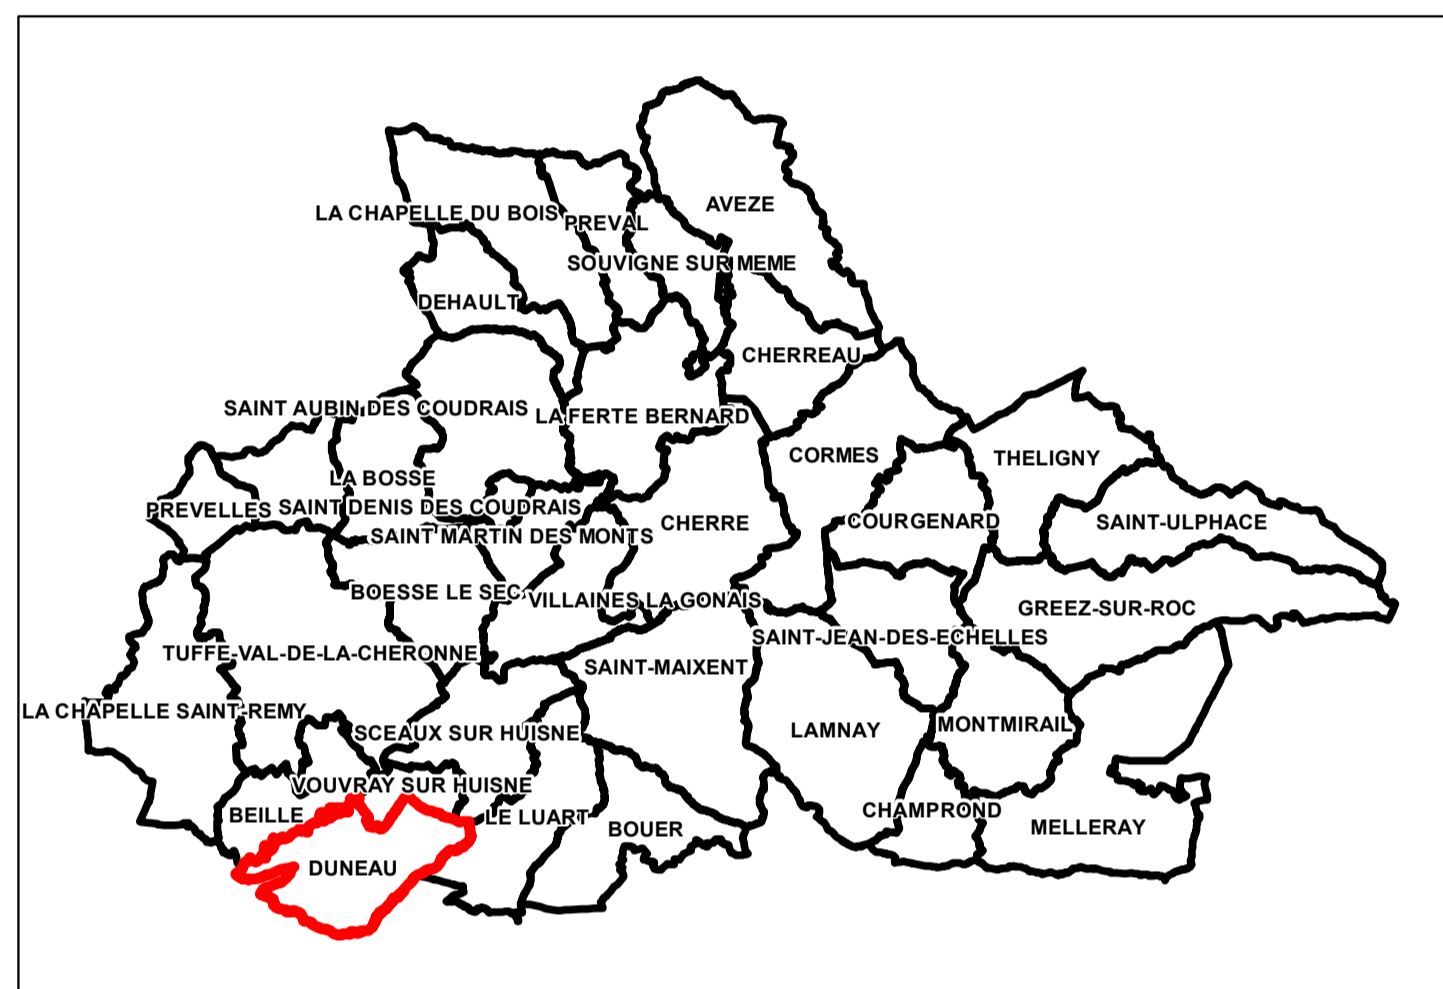 AVEZE
LA CHAPELLE DU BOIS
PREVAL
SOUVIGNE SUR MEME
DEHAULT
CHERREAU
SAINT AUBIN DES COUDRAIS
LA FERTE BERNARD
CORMES
THELIGNY
LA BOSSE
PREVELLES
SAINT DENIS DES COUDRAIS
CHERRE
COURGENARD
SAINT-ULPHACE
SAINT MARTIN DES MONTS
BOESSE LE SEC
VILLAINES LA GONAIS
GREEZ-SUR-ROC
SAINT-JEAN-DES-ECHELLES
TUFFE-VAL-DE-LA-CHERONNE
SAINT-MAIXENT
LA CHAPELLE SAINT-REMY
SCEAUX SUR HUISNE
LAMNAY
MONTMIRAIL
VOUVRAY SUR HUISNE
BEILLE
LE LUART
BOUER
CHAMPROND
MELLERAY
DUNEAU